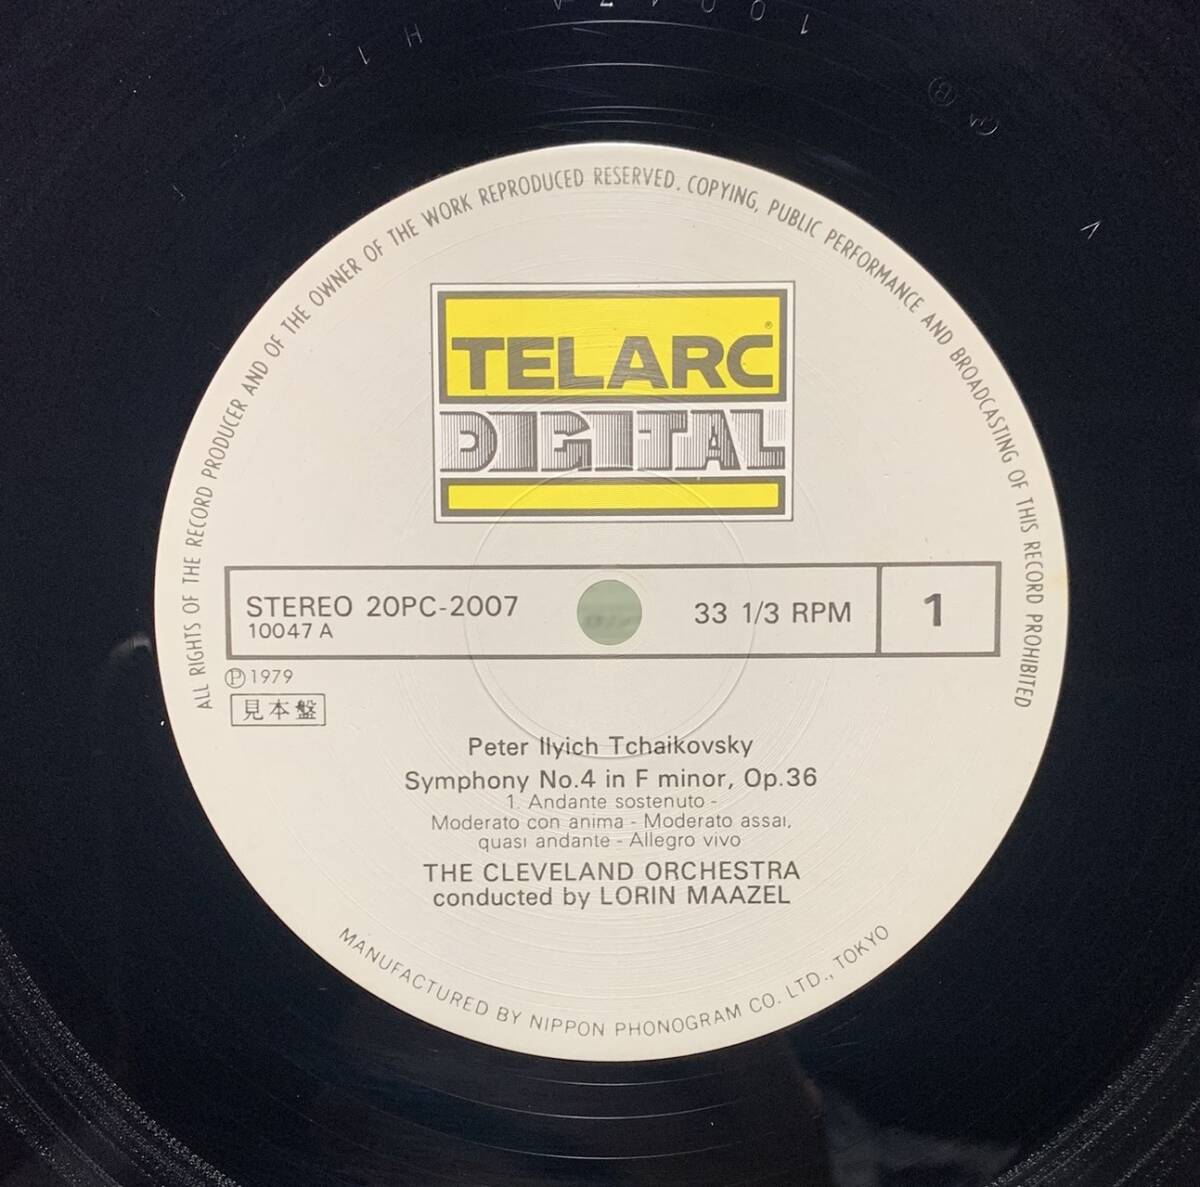 10047A
H12
ALL RIGHTS OF THE RECORD PRODUCER AND OF THE OWNER OF THE WORK REPRODUCED RESERVED. COPYING, PUBLIC PERFORMANCE AND BROADCASTING OF THIS RECORD PROHIBITED
TELARC®
DIGITAL
STEREO 20PC-2007
10047 A
33 1/3 RPM
1
Ⓟ1979
見本盤
Peter Ilyich Tchaikovsky
Symphony No.4 in F minor, Op.36
1. Andante sostenuto -
Moderato con anima - Moderato assai,
quasi andante - Allegro vivo
THE CLEVELAND ORCHESTRA
conducted by LORIN MAAZEL
MANUFACTURED BY NIPPON PHONOGRAM CO. LTD., TOKYO